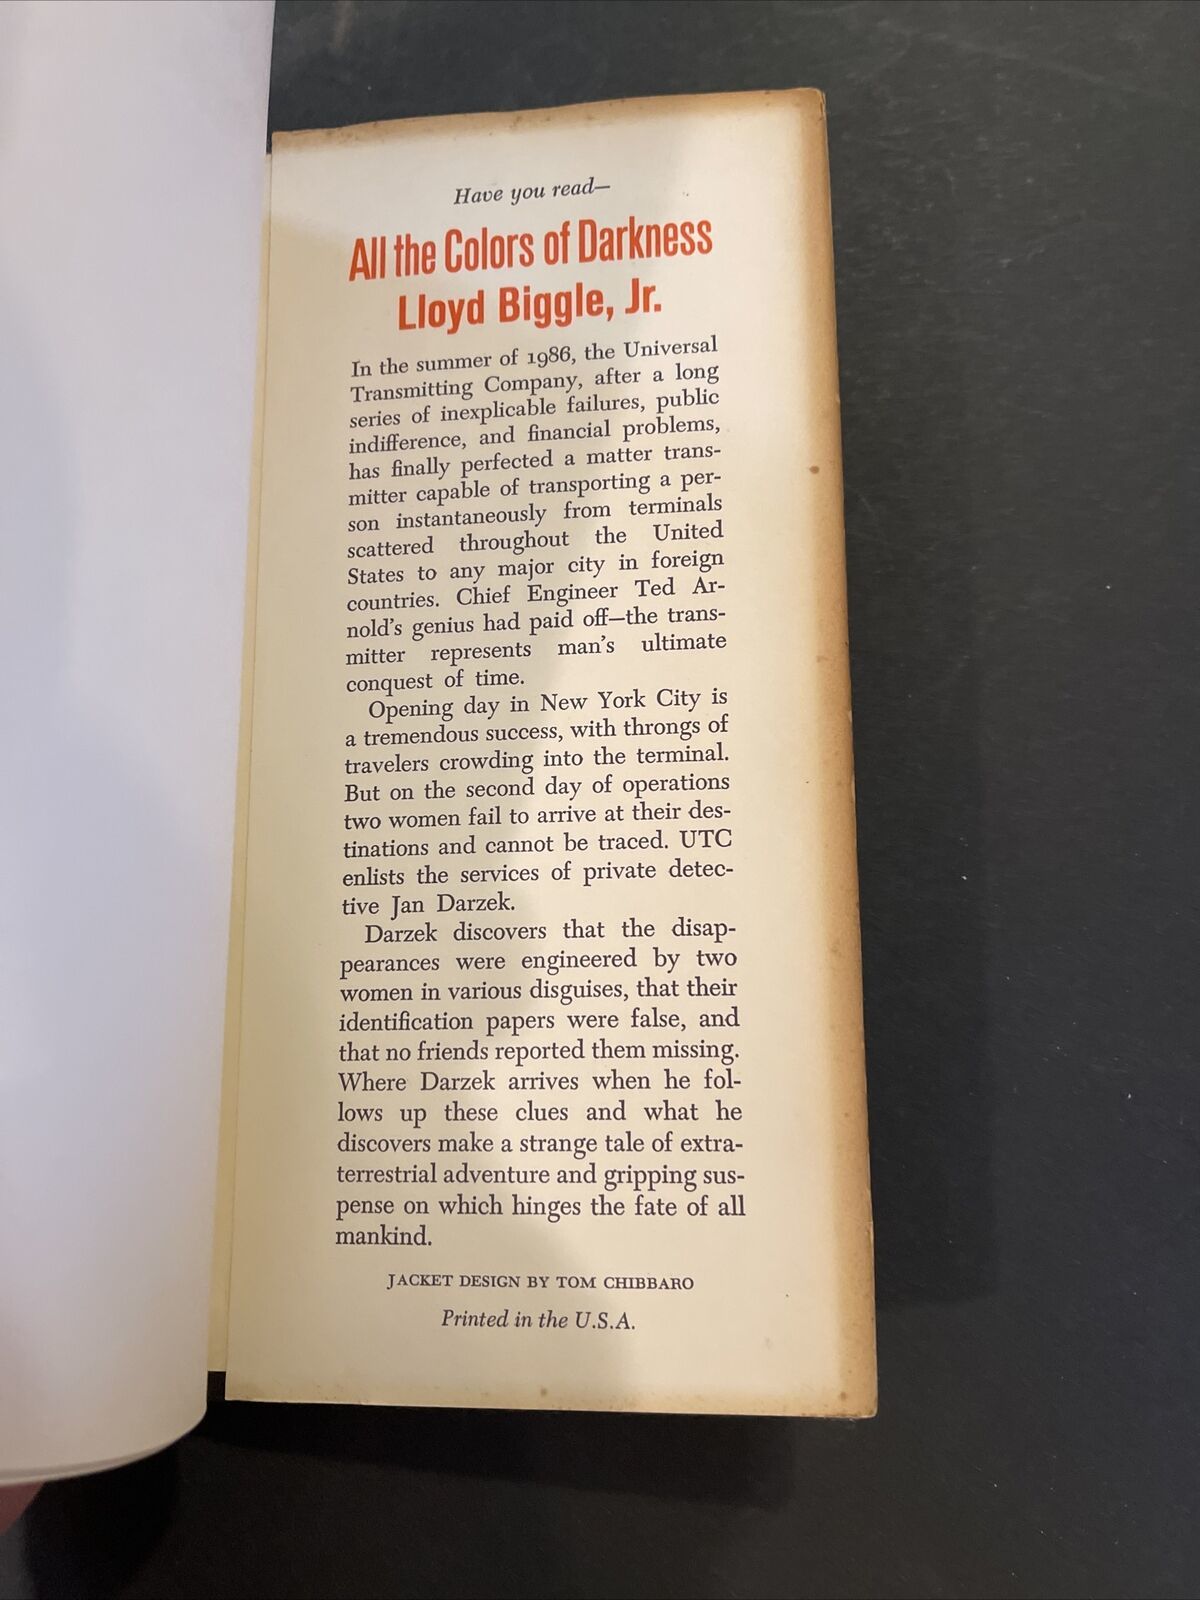 Have you read—
All the Colors of Darkness
Lloyd Biggle, Jr.
In the summer of 1986, the Universal
Transmitting Company, after a long
series of inexplicable failures, public
indifference, and financial problems,
has finally perfected a matter trans-
mitter capable of transporting a per-
son instantaneously from terminals
scattered throughout the United
States to any major city in foreign
countries. Chief Engineer Ted Ar-
nold's genius had paid off—the trans-
mitter represents man's ultimate
conquest of time.
Opening day in New York City is
a tremendous success, with throngs of
travelers crowding into the terminal.
But on the second day of operations
two women fail to arrive at their des-
tinations and cannot be traced. UTC
enlists the services of private detec-
tive Jan Darzek.
Darzek discovers that the disap-
pearances were engineered by two
women in various disguises, that their
identification papers were false, and
that no friends reported them missing.
Where Darzek arrives when he fol-
lows up these clues and what he
discovers make a strange tale of extra-
terrestrial adventure and gripping sus-
pense on which hinges the fate of all
mankind.
JACKET DESIGN BY TOM CHIBBARO
Printed in the U.S.A.